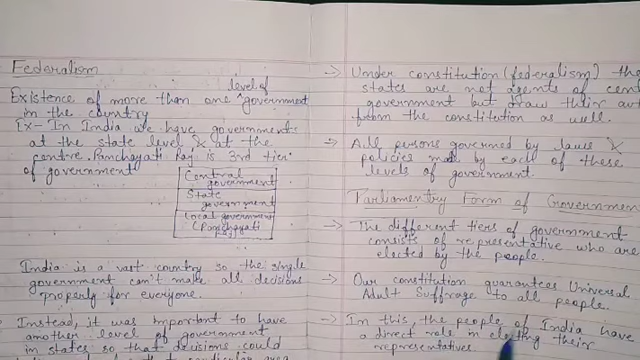 Federalism
level of
Existence of more than one ^government
in the country
Ex- In India we have governments
at the state level & at the
centre. Panchayati Raj is 3rd tier
of government
Central
government
State
government
Local government
(Panchayati
Raj)
India is a vast country so the single
government can't make all decisions
properly for everyone.
Instead, it was important to have
another level of government
in states so that decisions could
→ Under constitution (federalism) the
states are not agents of cent
government but draw their au
from the constitution as well.
→ All persons governed by laws &
policies made by each of these
levels of government.
Parliamentry Form of Governmen
→ The different tiers of government
consists of representative who are
elected by the people.
→ Our constitution guarantees Universal
Adult Suffrage to all people.
→ In this the people of India have
a direct role in electing their
representatives